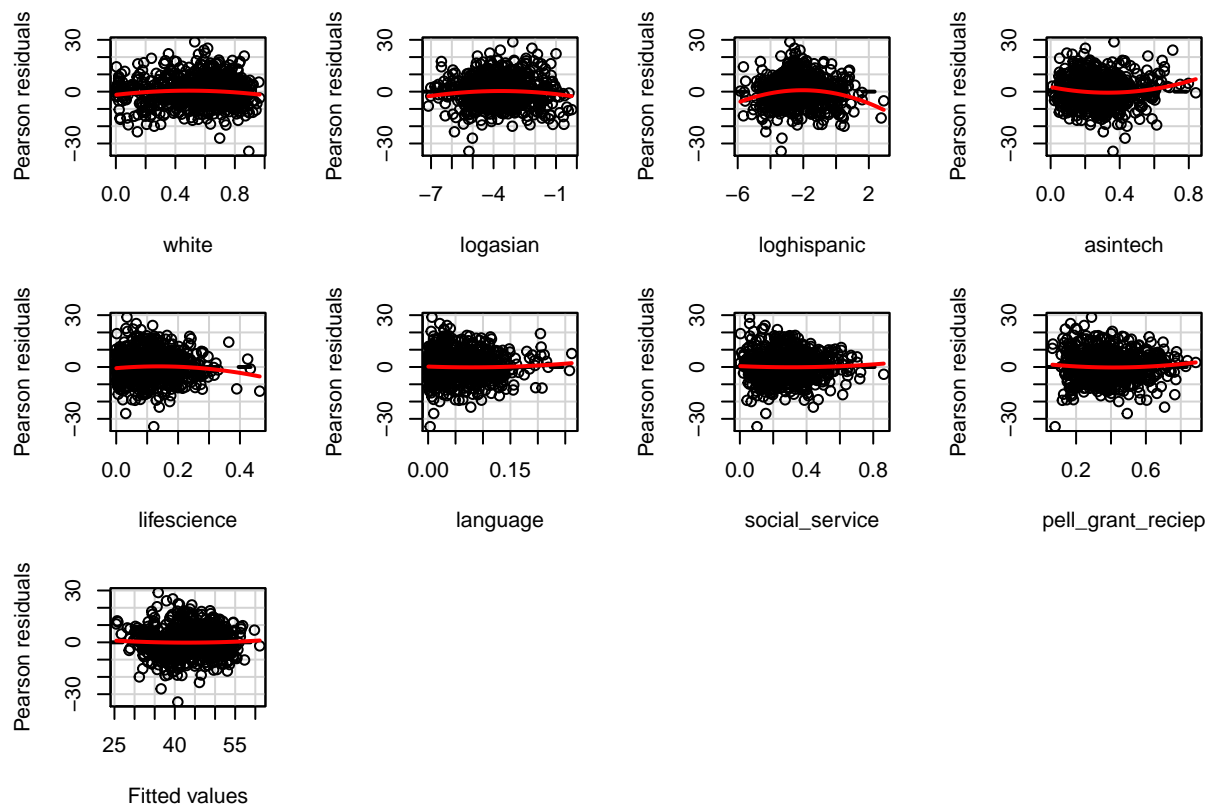 Pearson residuals
30
0
−30
0.0 0.4 0.8
white
Pearson residuals
30
0
−30
−7 −4 −1
logasian
Pearson residuals
30
0
−30
−6 −2 2
loghispanic
Pearson residuals
30
0
−30
0.0 0.4 0.8
asintech
Pearson residuals
30
0
−30
0.0 0.2 0.4
lifescience
Pearson residuals
30
0
−30
0.00 0.15
language
Pearson residuals
30
0
−30
0.0 0.4 0.8
social_service
Pearson residuals
30
0
−30
0.2 0.6
pell_grant_reciep
Pearson residuals
30
0
−30
25 40 55
Fitted values